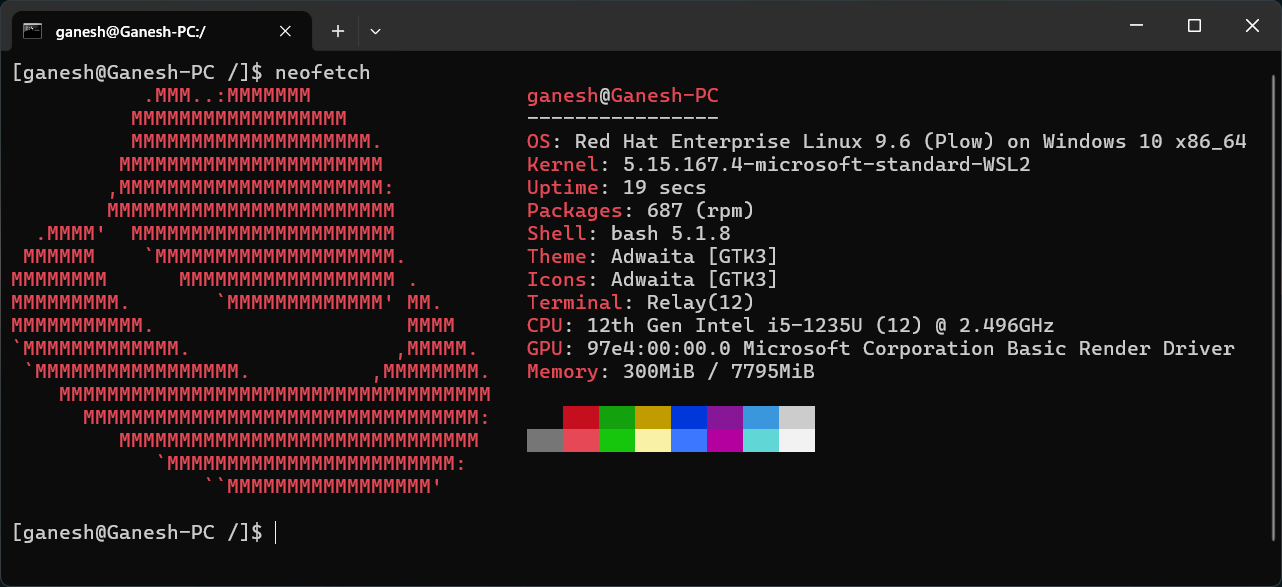 ganesh@Ganesh-PC:/
[ganesh@Ganesh-PC /]$ neofetch
           .MMM..:MMMMMMM                  ganesh@Ganesh-PC
          MMMMMMMMMMMMMMMMMM               ----------------
          MMMMMMMMMMMMMMMMMMMM.            OS: Red Hat Enterprise Linux 9.6 (Plow) on Windows 10 x86_64
         MMMMMMMMMMMMMMMMMMMMMM            Kernel: 5.15.167.4-microsoft-standard-WSL2
        ,MMMMMMMMMMMMMMMMMMMMMM:           Uptime: 19 secs
        MMMMMMMMMMMMMMMMMMMMMMMM           Packages: 687 (rpm)
  .MMMM'  MMMMMMMMMMMMMMMMMMMMMM           Shell: bash 5.1.8
 MMMMMM    `MMMMMMMMMMMMMMMMMMMM.          Theme: Adwaita [GTK3]
MMMMMMMM      MMMMMMMMMMMMMMMMMM .         Icons: Adwaita [GTK3]
MMMMMMMMM.       `MMMMMMMMMMMMM' MM.       Terminal: Relay(12)
MMMMMMMMMMM.                     MMMM      CPU: 12th Gen Intel i5-1235U (12) @ 2.496GHz
`MMMMMMMMMMMMM.                 ,MMMMM.    GPU: 97e4:00:00.0 Microsoft Corporation Basic Render Driver
 `MMMMMMMMMMMMMMMMM.          ,MMMMMMMM.   Memory: 300MiB / 7795MiB
    MMMMMMMMMMMMMMMMMMMMMMMMMMMMMMMMMMMM
      MMMMMMMMMMMMMMMMMMMMMMMMMMMMMMMMM:
         MMMMMMMMMMMMMMMMMMMMMMMMMMMMMM
            `MMMMMMMMMMMMMMMMMMMMMMMM:
                ``MMMMMMMMMMMMMMMMM'
[ganesh@Ganesh-PC /]$